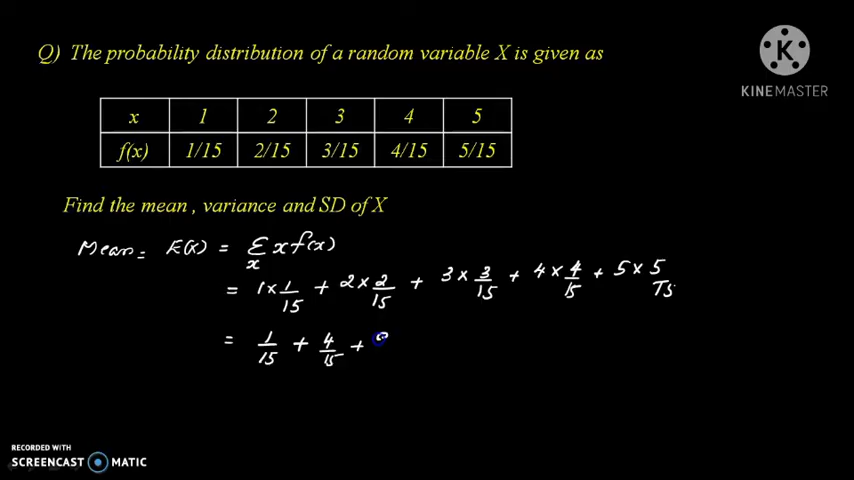 Q) The probability distribution of a random variable X is given as
KINEMASTER
x 1 2 3 4 5
f(x) 1/15 2/15 3/15 4/15 5/15
Find the mean , variance and SD of X
Mean = E(x) = Σ x f(x)
x
= 1 × 1/15 + 2 × 2/15 + 3 × 3/15 + 4 × 4/15 + 5 × 5/15
= 1/15 + 4/15 +
RECORDED WITH
SCREENCAST MATIC